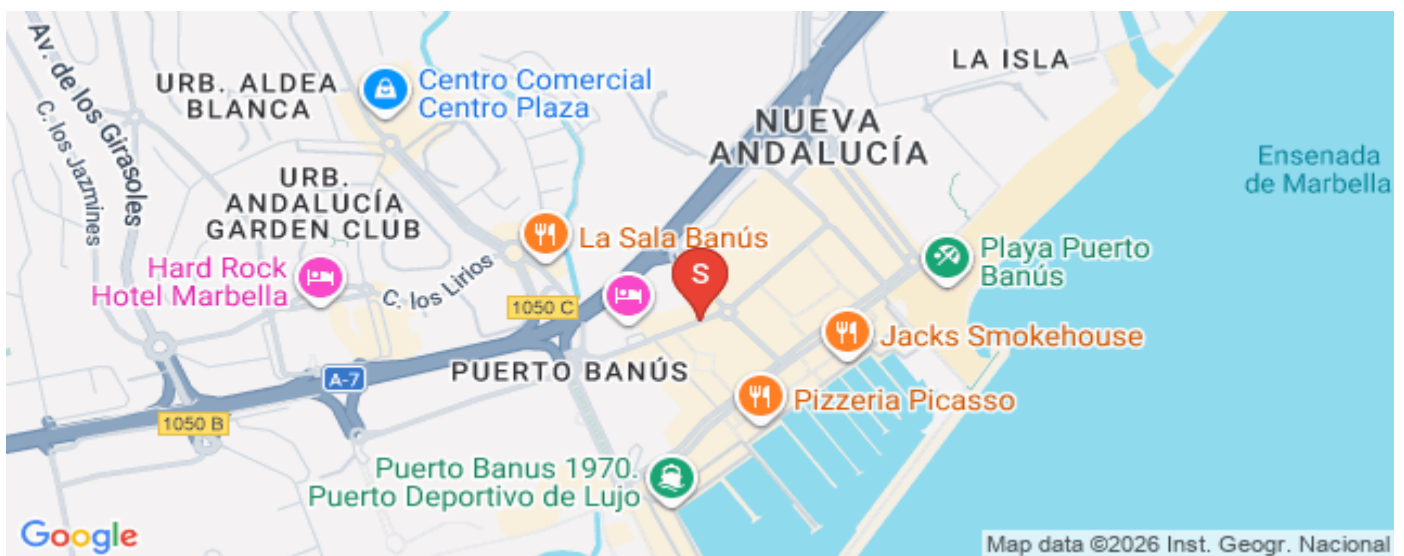 Av. de los Girasoles
C. los Jazmines
URB. ALDEA
BLANCA
Centro Comercial
Centro Plaza
LA ISLA
NUEVA
ANDALUCÍA
Ensenada
de Marbella
URB.
ANDALUCÍA
GARDEN CLUB
La Sala Banús
Hard Rock
Hotel Marbella
C. los Lirios
1050 C
S
Playa Puerto
Banús
Jacks Smokehouse
PUERTO BANÚS
A-7
Pizzeria Picasso
1050 B
Puerto Banus 1970.
Puerto Deportivo de Lujo
Google
Map data ©2026 Inst. Geogr. Nacional